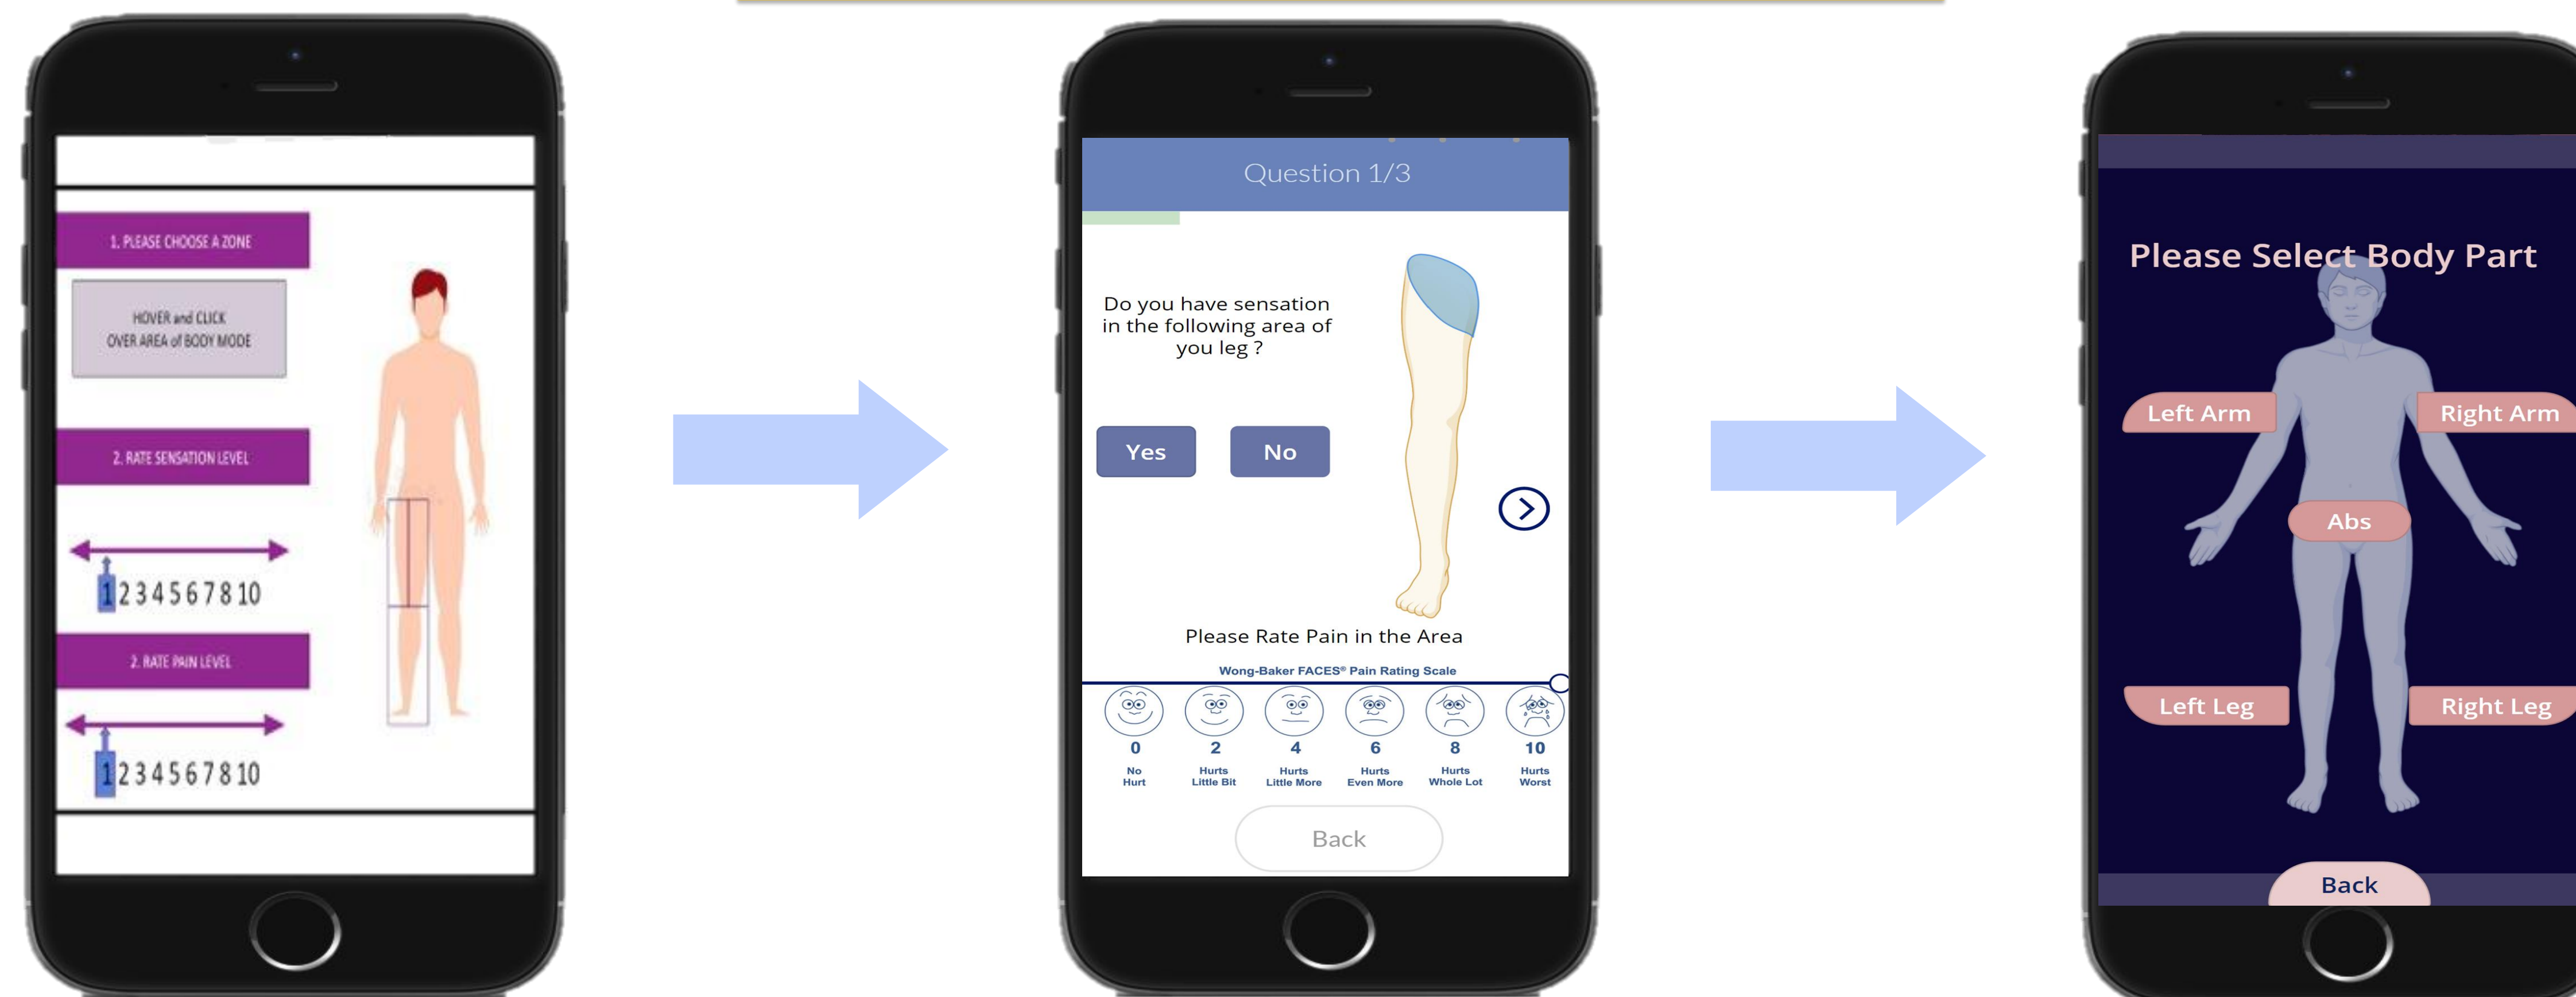 1. PLEASE CHOOSE A ZONE
HOVER and CLICK
OVER AREA of BODY MODE
2. RATE SENSATION LEVEL
1 2 3 4 5 6 7 8 10
2. RATE PAIN LEVEL
1 2 3 4 5 6 7 8 10
Question 1/3
Do you have sensation
in the following area of
you leg ?
Yes No
>
Please Rate Pain in the Area
Wong-Baker FACES® Pain Rating Scale
0 2 4 6 8 10
No Hurts Hurts Hurts Hurts Hurts
Hurt Little Bit Little More Even More Whole Lot Worst
Back
Please Select Body Part
Left Arm Right Arm
Abs
Left Leg Right Leg
Back